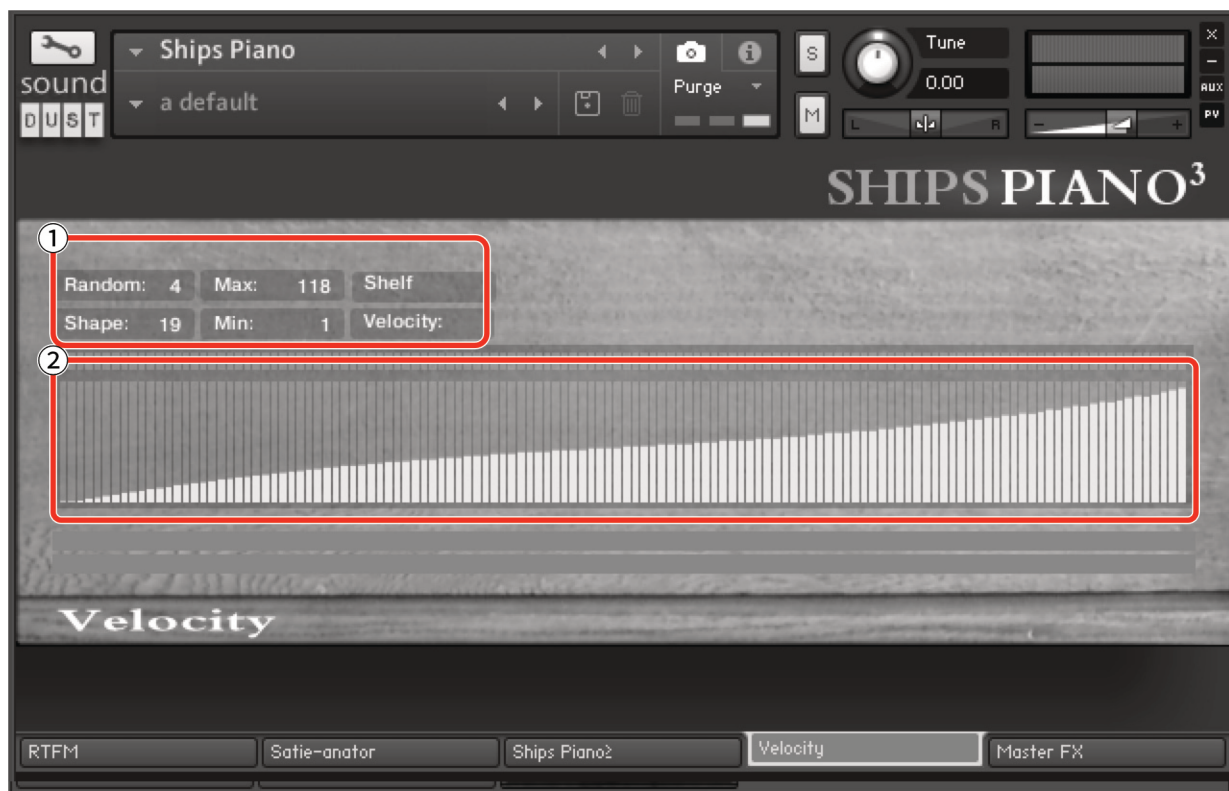 sound
DUST
Ships Piano
a default
Purge
S
M
Tune
0.00
L
R
-
+
×
-
AUX
PV
SHIPS PIANO³
1
Random: 4 Max: 118 Shelf
Shape: 19 Min: 1 Velocity:
2
Velocity
RTFM
Satie-anator
Ships Piano²
Velocity
Master FX